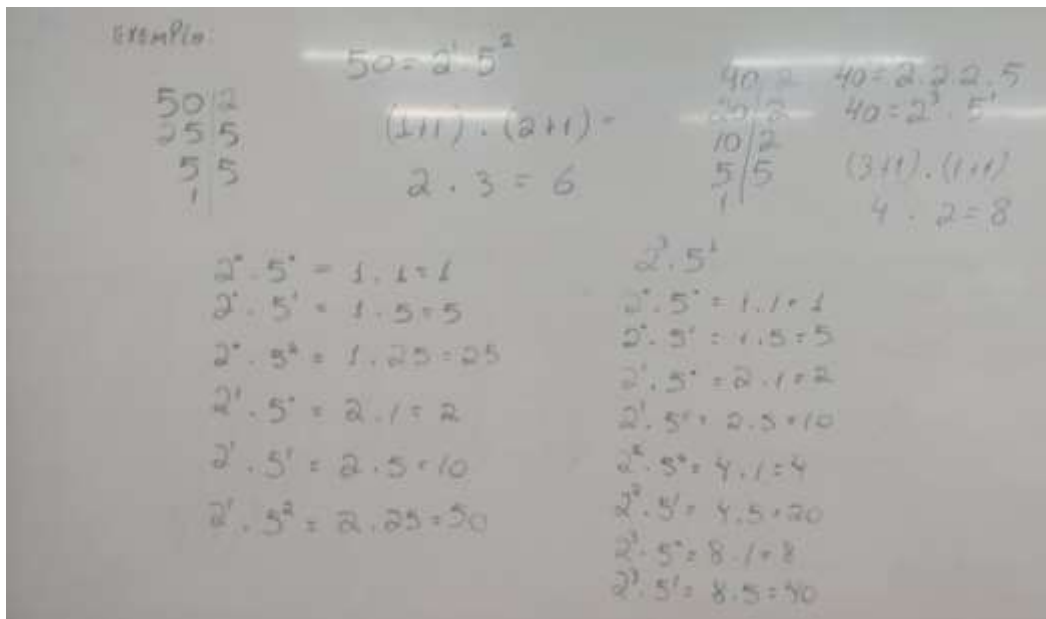 EXEMPLO:
50 = 2¹ 5²
50|2
25|5
5|5
1|
(1+1) . (2+1) =
2 . 3 = 6
2⁰ . 5⁰ = 1 . 1 = 1
2⁰ . 5¹ = 1 . 5 = 5
2⁰ . 5² = 1 . 25 = 25
2¹ . 5⁰ = 2 . 1 = 2
2¹ . 5¹ = 2 . 5 = 10
2¹ . 5² = 2 . 25 = 50
40|2
20|2
10|2
5|5
1|
40 = 2 . 2 . 2 . 5
40 = 2³ . 5¹
(3+1) . (1+1)
4 . 2 = 8
2³ . 5¹
2⁰ . 5⁰ = 1 . 1 = 1
2⁰ . 5¹ = 1 . 5 = 5
2¹ . 5⁰ = 2 . 1 = 2
2¹ . 5¹ = 2 . 5 = 10
2² . 5⁰ = 4 . 1 = 4
2² . 5¹ = 4 . 5 = 20
2³ . 5⁰ = 8 . 1 = 8
2³ . 5¹ = 8 . 5 = 40